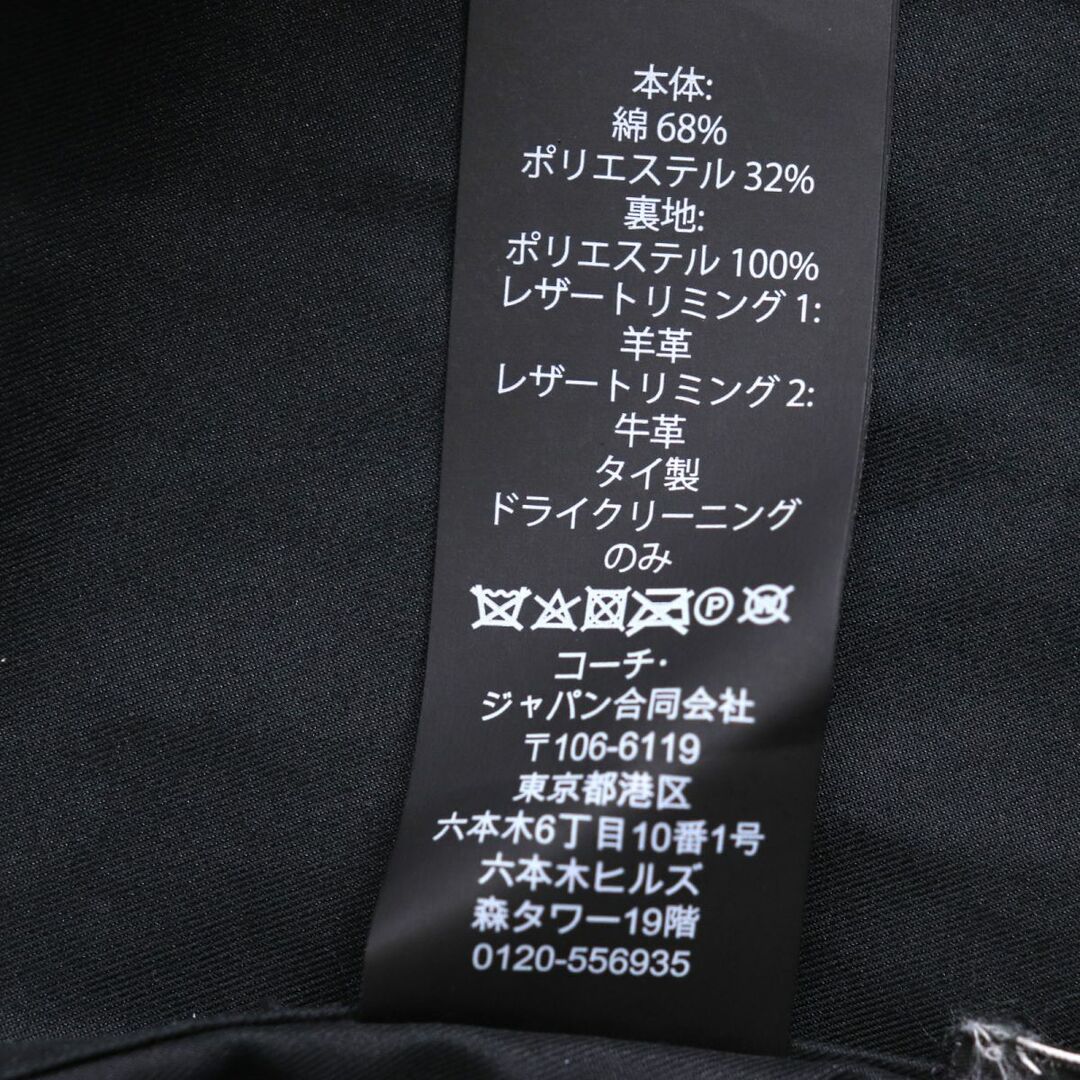 本体:
綿 68%
ポリエステル 32%
裏地:
ポリエステル 100%
レザートリミング 1:
羊革
レザートリミング 2:
牛革
タイ製
ドライクリーニング
のみ
P W
コーチ・
ジャパン合同会社
〒106-6119
東京都港区
六本木6丁目10番1号
六本木ヒルズ
森タワー19階
0120-556935